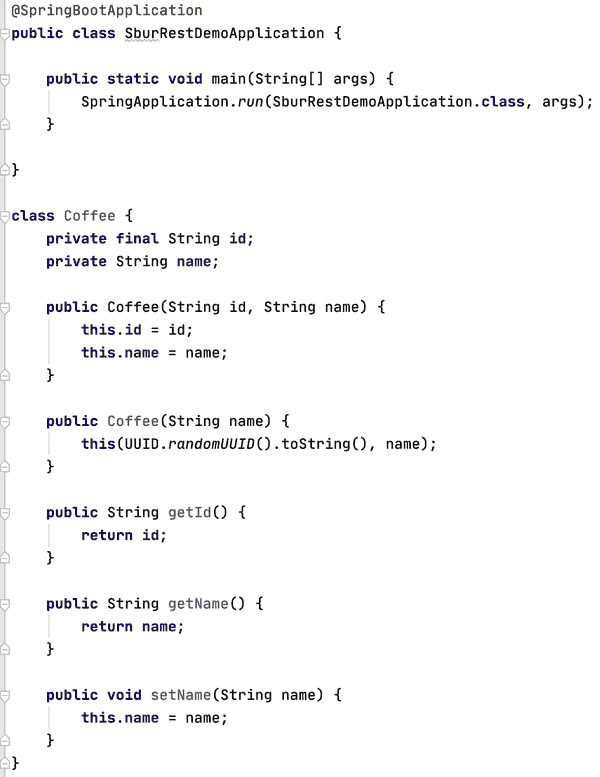 @SpringBootApplication
public class SburRestDemoApplication {
public static void main(String[] args) {
SpringApplication.run(SburRestDemoApplication.class, args);
}
}
class Coffee {
private final String id;
private String name;
public Coffee(String id, String name) {
this.id = id;
this.name = name;
}
public Coffee(String name) {
this(UUID.randomUUID().toString(), name);
}
public String getId() {
return id;
}
public String getName() {
return name;
}
public void setName(String name) {
this.name = name;
}
}